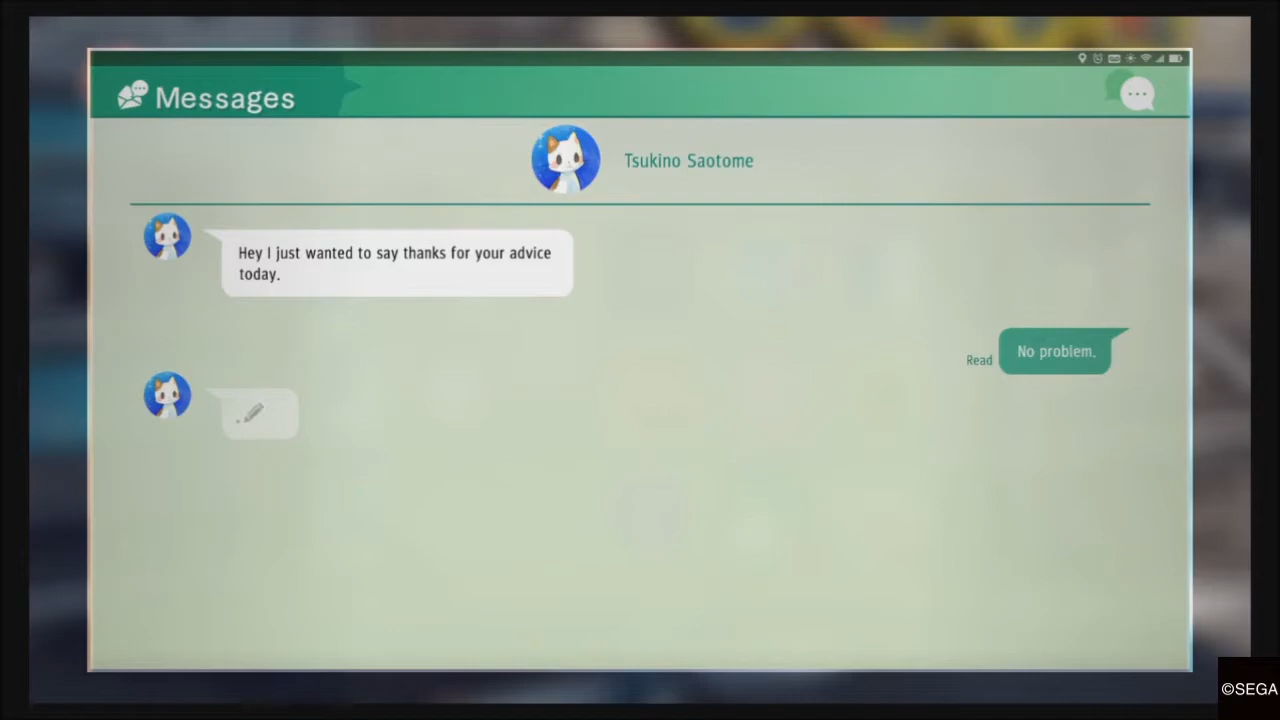 Messages
Tsukino Saotome
Hey I just wanted to say thanks for your advice
today.
No problem.
Read
©SEGA